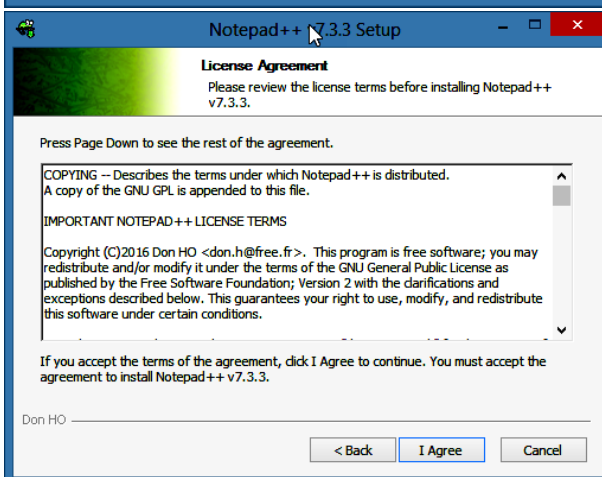 Notepad++ v7.3.3 Setup
License Agreement
Please review the license terms before installing Notepad++
v7.3.3.
Press Page Down to see the rest of the agreement.
COPYING -- Describes the terms under which Notepad++ is distributed.
A copy of the GNU GPL is appended to this file.
IMPORTANT NOTEPAD++ LICENSE TERMS
Copyright (C)2016 Don HO <don.h@free.fr>. This program is free software; you may
redistribute and/or modify it under the terms of the GNU General Public License as
published by the Free Software Foundation; Version 2 with the clarifications and
exceptions described below. This guarantees your right to use, modify, and redistribute
this software under certain conditions.
If you accept the terms of the agreement, click I Agree to continue. You must accept the
agreement to install Notepad++ v7.3.3.
Don HO
< Back
I Agree
Cancel